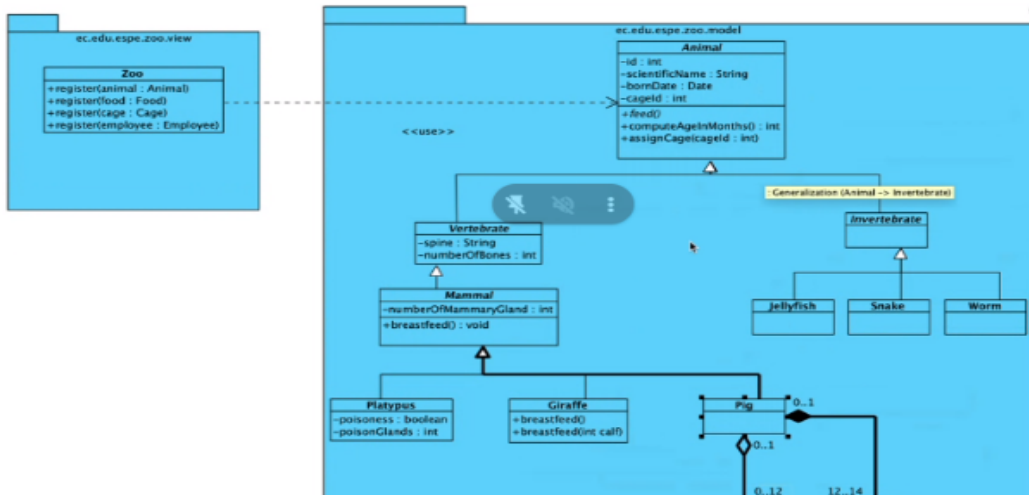 ec.edu.espe.zoo.view
Zoo
+register(animal : Animal)
+register(food : Food)
+register(cage : Cage)
+register(employee : Employee)
<<use>>
ec.edu.espe.zoo.model
Animal
-id : int
-scientificName : String
-bornDate : Date
-cageId : int
+feed()
+computeAgeInMonths() : int
+assignCage(cageId : int)
: Generalization (Animal -> Invertebrate)
Vertebrate
-spine : String
-numberOfBones : int
Invertebrate
Mammal
-numberOfMammaryGland : int
+breastfeed() : void
Jellyfish
Snake
Worm
Platypus
-poisoness : boolean
-poisonGlands : int
Giraffe
+breastfeed()
+breastfeed(int calf)
Pig
0..1
0..1
0..12
12..14